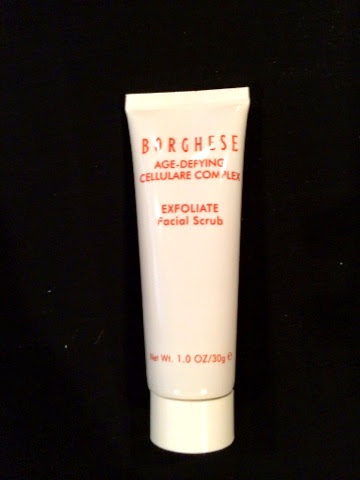 BORGHESE
AGE-DEFYING
CELLULARE COMPLEX
EXFOLIATE
Facial Scrub
Net Wt. 1.0 OZ/30g ℮